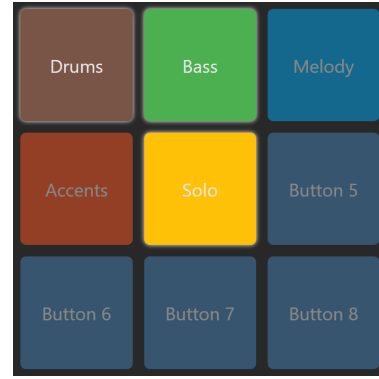 Drums
Bass
Melody
Accents
Solo
Button 5
Button 6
Button 7
Button 8